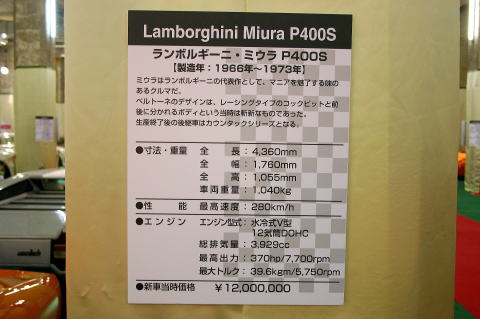 Lamborghini Miura P400S
ランボルギーニ・ミウラ P400S
【製造年：1966年～1973年】
ミウラはランボルギーニの代表作として、マニアを魅了する味の
あるクルマだ。
ベルトーネのデザインは、レーシングタイプのコックピットと前
後に分かれるボディという当時は斬新なものであった。
生産終了後の後継車はカウンタックシリーズとなる。
●寸法・重量 全 長：4,360mm
全 幅：1,760mm
全 高：1,055mm
車両重量：1,040kg
●性 能 最高速度：280km/h
●エンジン エンジン型式：水冷式V型
12気筒DOHC
総排気量：3,929cc
最高出力：370hp/7,700rpm
最大トルク：39.6kgm/5,750rpm
●新車当時価格 ￥12,000,000